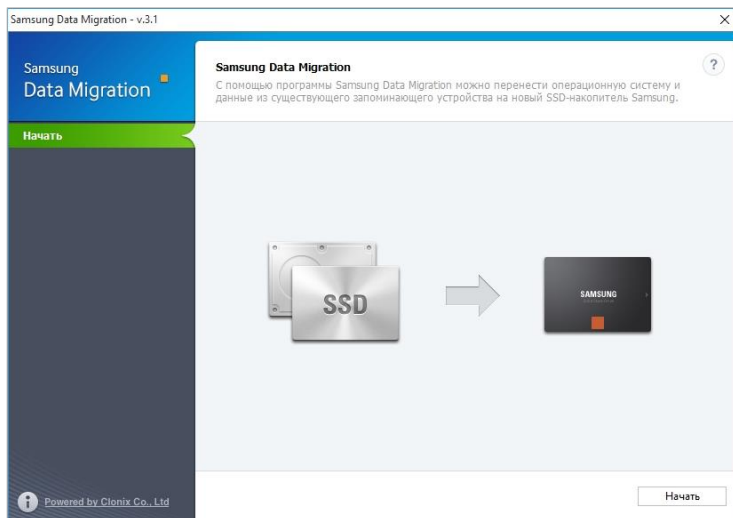 Samsung Data Migration - v.3.1
Samsung
Data Migration
Samsung Data Migration
С помощью программы Samsung Data Migration можно перенести операционную систему и
данные из существующего запоминающего устройства на новый SSD-накопитель Samsung.
?
Начать
SSD
SAMSUNG
Powered by Clonix Co., Ltd
Начать